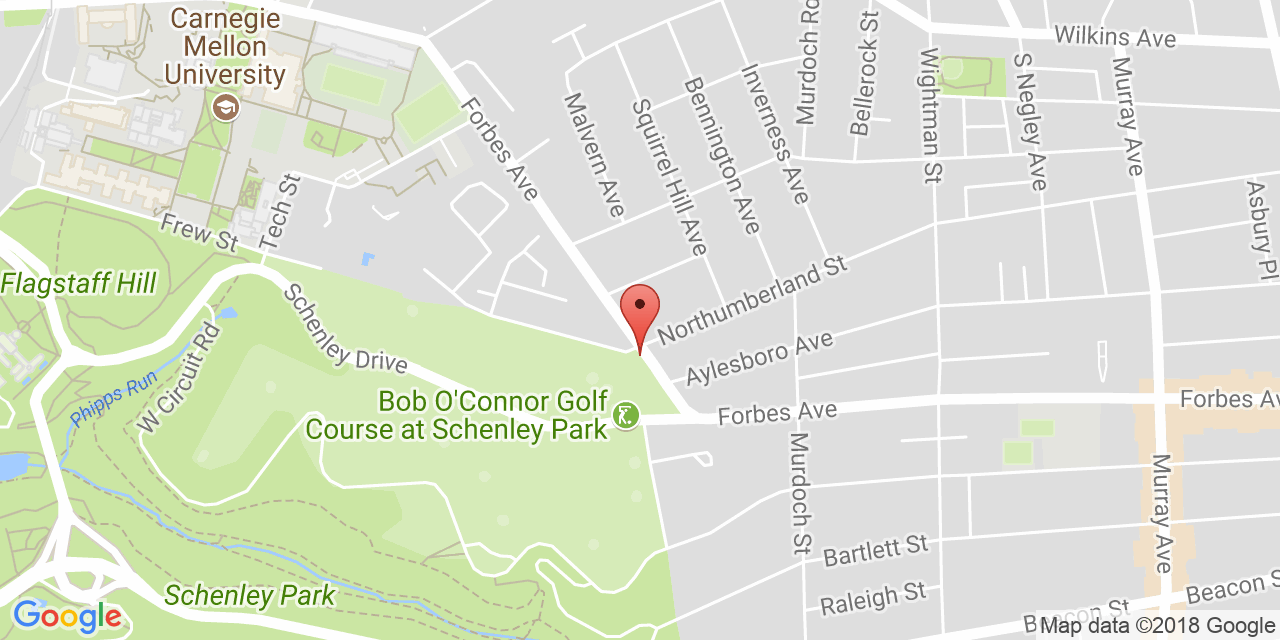 Carnegie
Mellon
University
Wilkins Ave
Murdoch Rd
Bellerock St
Wightman St
S Negley Ave
Murray Ave
Forbes Ave
Malvern Ave
Squirrel Hill Ave
Bennington Ave
Inverness Ave
Asbury Pl
Tech St
Frew St
Flagstaff Hill
Schenley Drive
W Circuit Rd
Phipps Run
Northumberland St
Aylesboro Ave
Bob O'Connor Golf
Course at Schenley Park
Forbes Ave
Forbes Av
Murdoch St
Murray Ave
Bartlett St
Raleigh St
Schenley Park
Beacon St
Beacon S
Google
Map data ©2018 Google